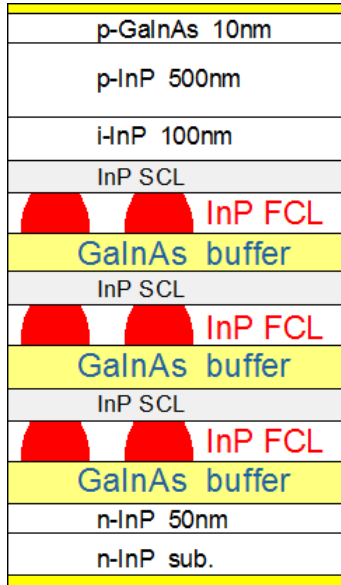 p-GaInAs 10nm
p-InP 500nm
i-InP 100nm
InP SCL
InP FCL
GaInAs buffer
InP SCL
InP FCL
GaInAs buffer
InP SCL
InP FCL
GaInAs buffer
n-InP 50nm
n-InP sub.